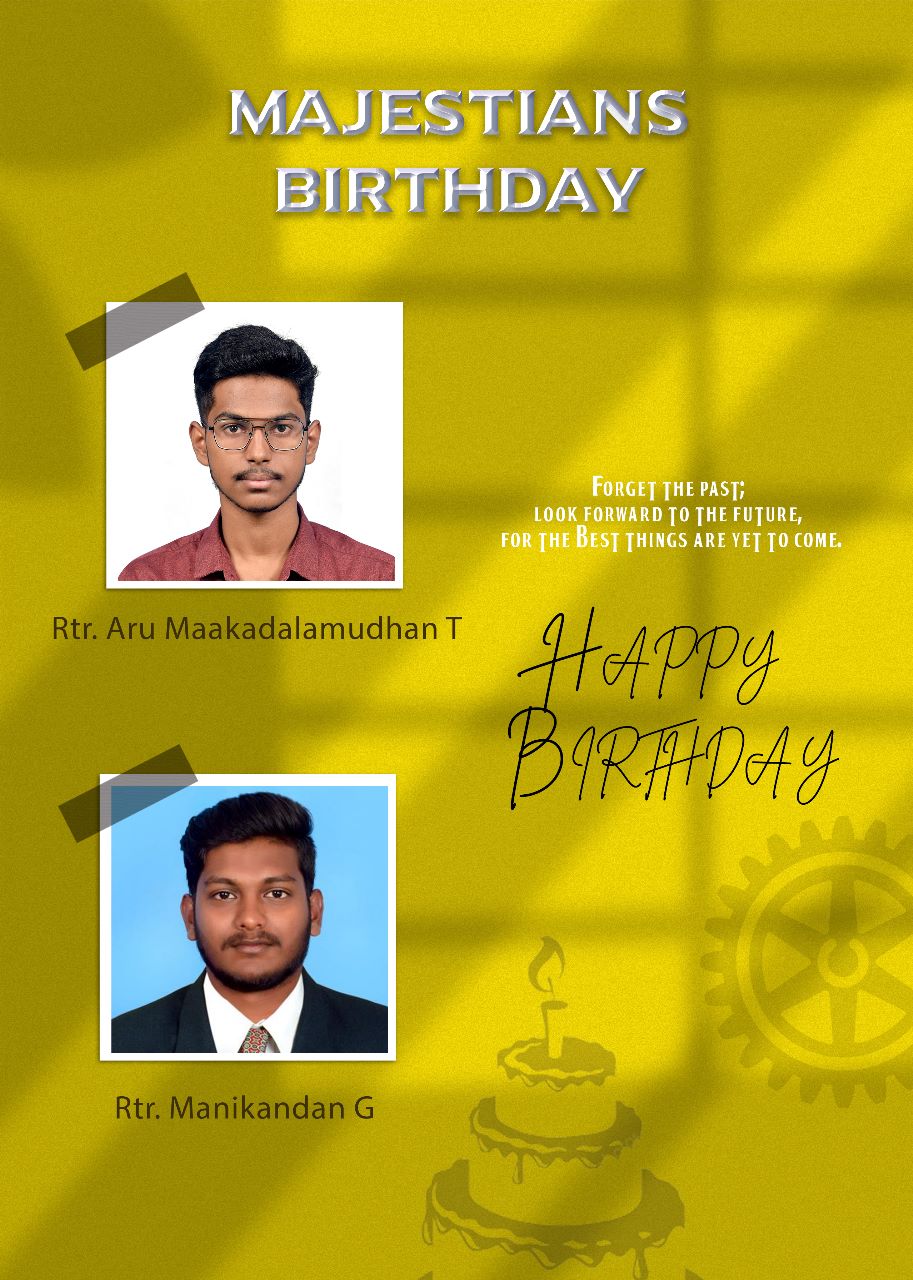 MAJESTIANS
BIRTHDAY
Rtr. Aru Maakadalamudhan T
Forget the past;
look forward to the future,
for the Best things are yet to come.
Happy
Birthday
Rtr. Manikandan G